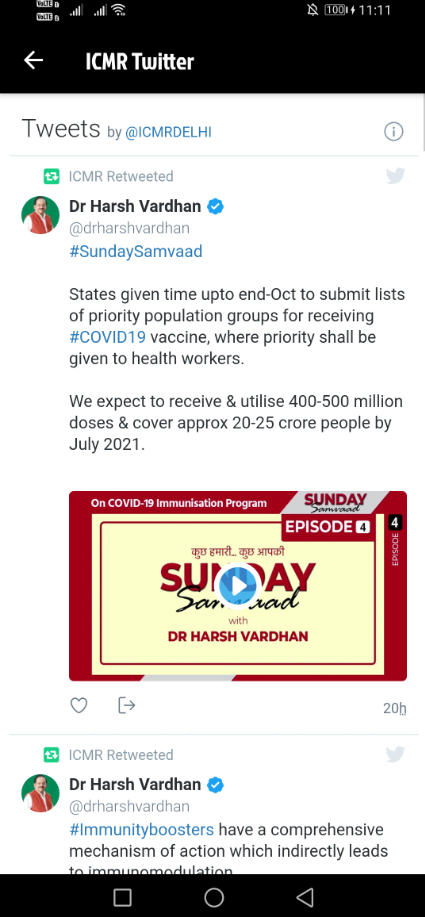 VoLTE
VoLTE
100 11:11
ICMR Twitter
Tweets by @ICMRDELHI
ICMR Retweeted
Dr Harsh Vardhan
@drharshvardhan
#SundaySamvaad
States given time upto end-Oct to submit lists
of priority population groups for receiving
#COVID19 vaccine, where priority shall be
given to health workers.
We expect to receive & utilise 400-500 million
doses & cover approx 20-25 crore people by
July 2021.
On COVID-19 Immunisation Program
SUNDAY
Samvaad
EPISODE 4
4
EPISODE
कुछ हमारी.. कुछ आपकी
with
DR HARSH VARDHAN
20h
ICMR Retweeted
Dr Harsh Vardhan
@drharshvardhan
#Immunityboosters have a comprehensive
mechanism of action which indirectly leads
to immunomodulation